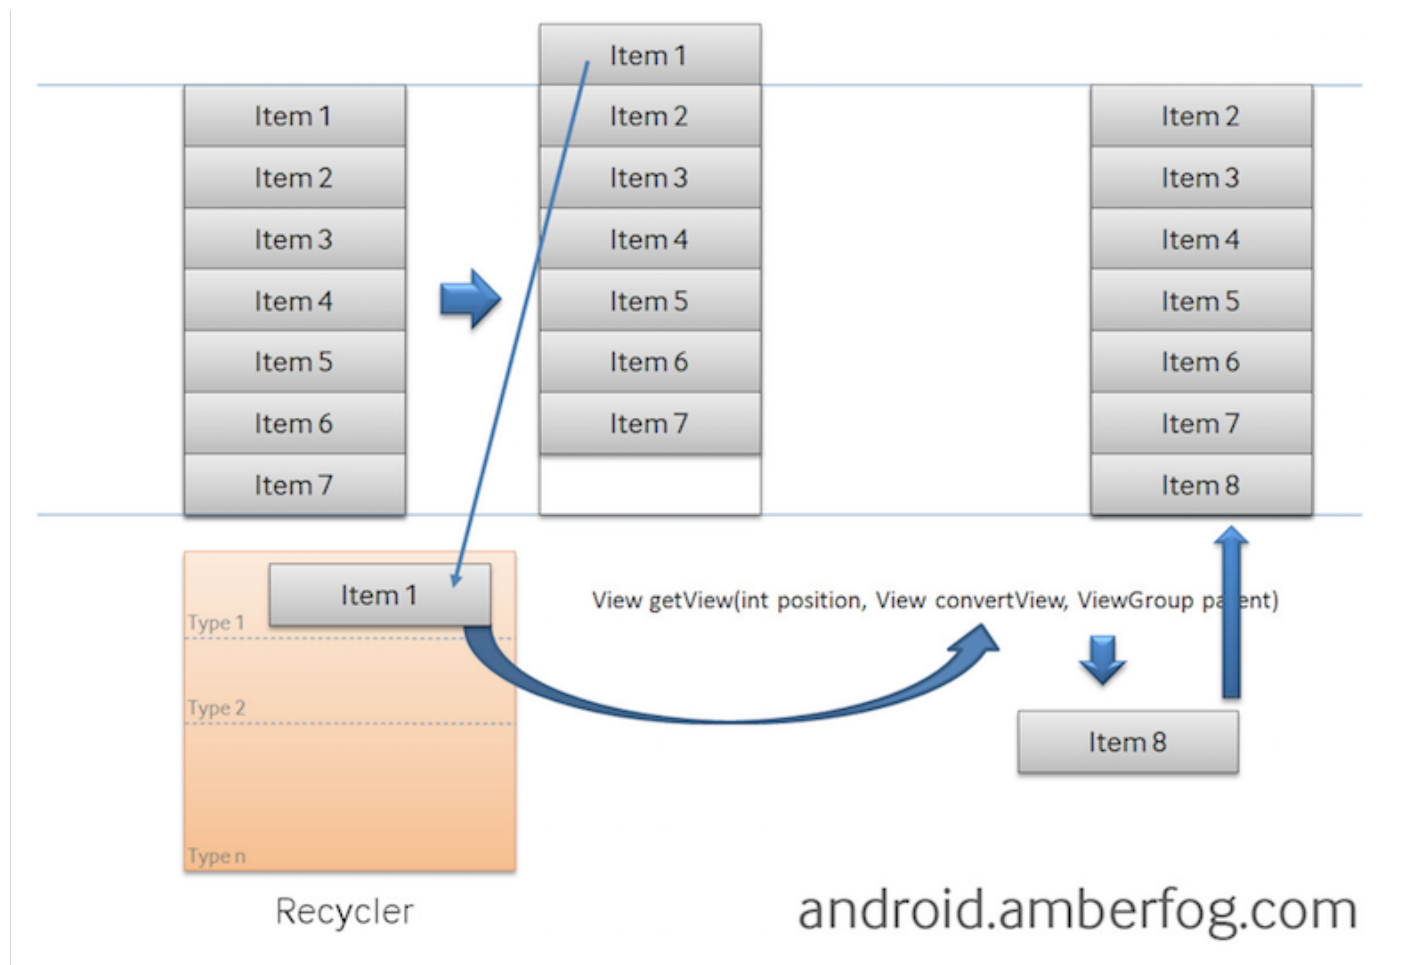 Item 1
Item 2
Item 3
Item 4
Item 5
Item 6
Item 7
Item 1
Item 2
Item 3
Item 4
Item 5
Item 6
Item 7
Item 2
Item 3
Item 4
Item 5
Item 6
Item 7
Item 8
Item 1
Type 1
Type 2
Type n
Recycler
View getView(int position, View convertView, ViewGroup parent)
Item 8
android.amberfog.com